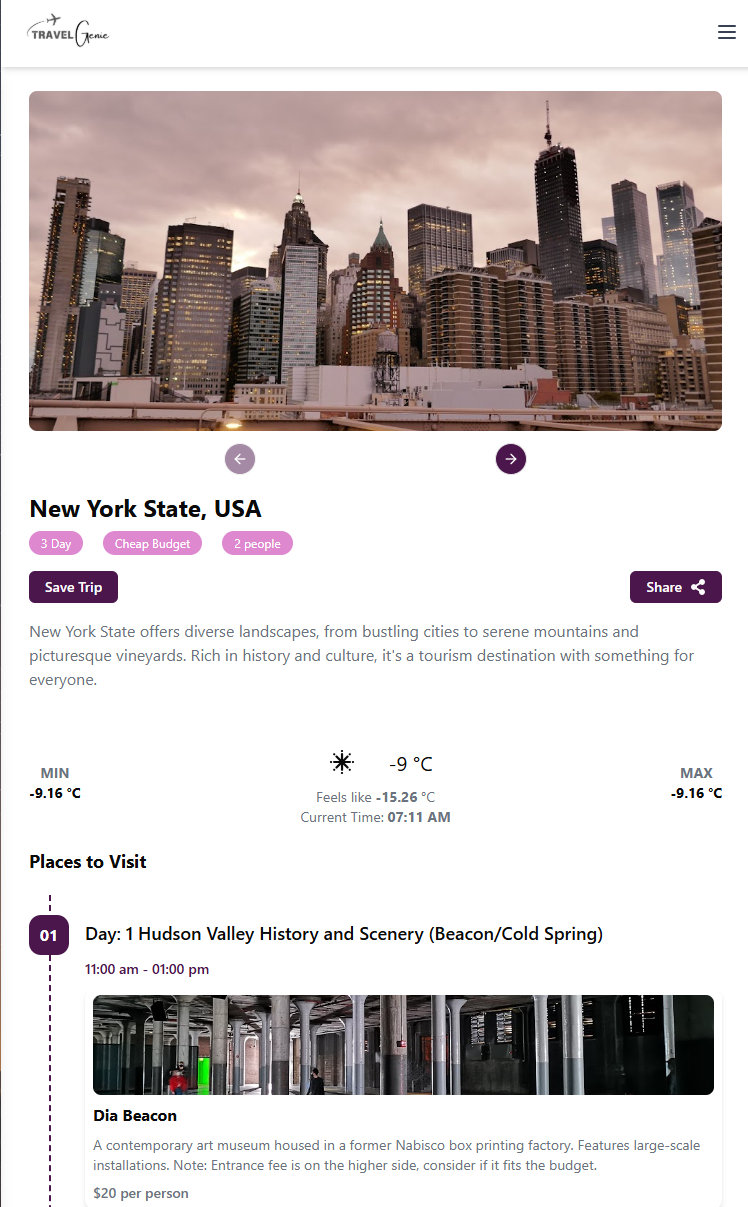 TRAVEL Genie
New York State, USA
3 Day Cheap Budget 2 people
Save Trip Share
New York State offers diverse landscapes, from bustling cities to serene mountains and
picturesque vineyards. Rich in history and culture, it's a tourism destination with something for
everyone.
-9 °C
MIN MAX
-9.16 °C -9.16 °C
Feels like -15.26 °C
Current Time: 07:11 AM
Places to Visit
01 Day: 1 Hudson Valley History and Scenery (Beacon/Cold Spring)
11:00 am - 01:00 pm
Dia Beacon
A contemporary art museum housed in a former Nabisco box printing factory. Features large-scale
installations. Note: Entrance fee is on the higher side, consider if it fits the budget.
$20 per person